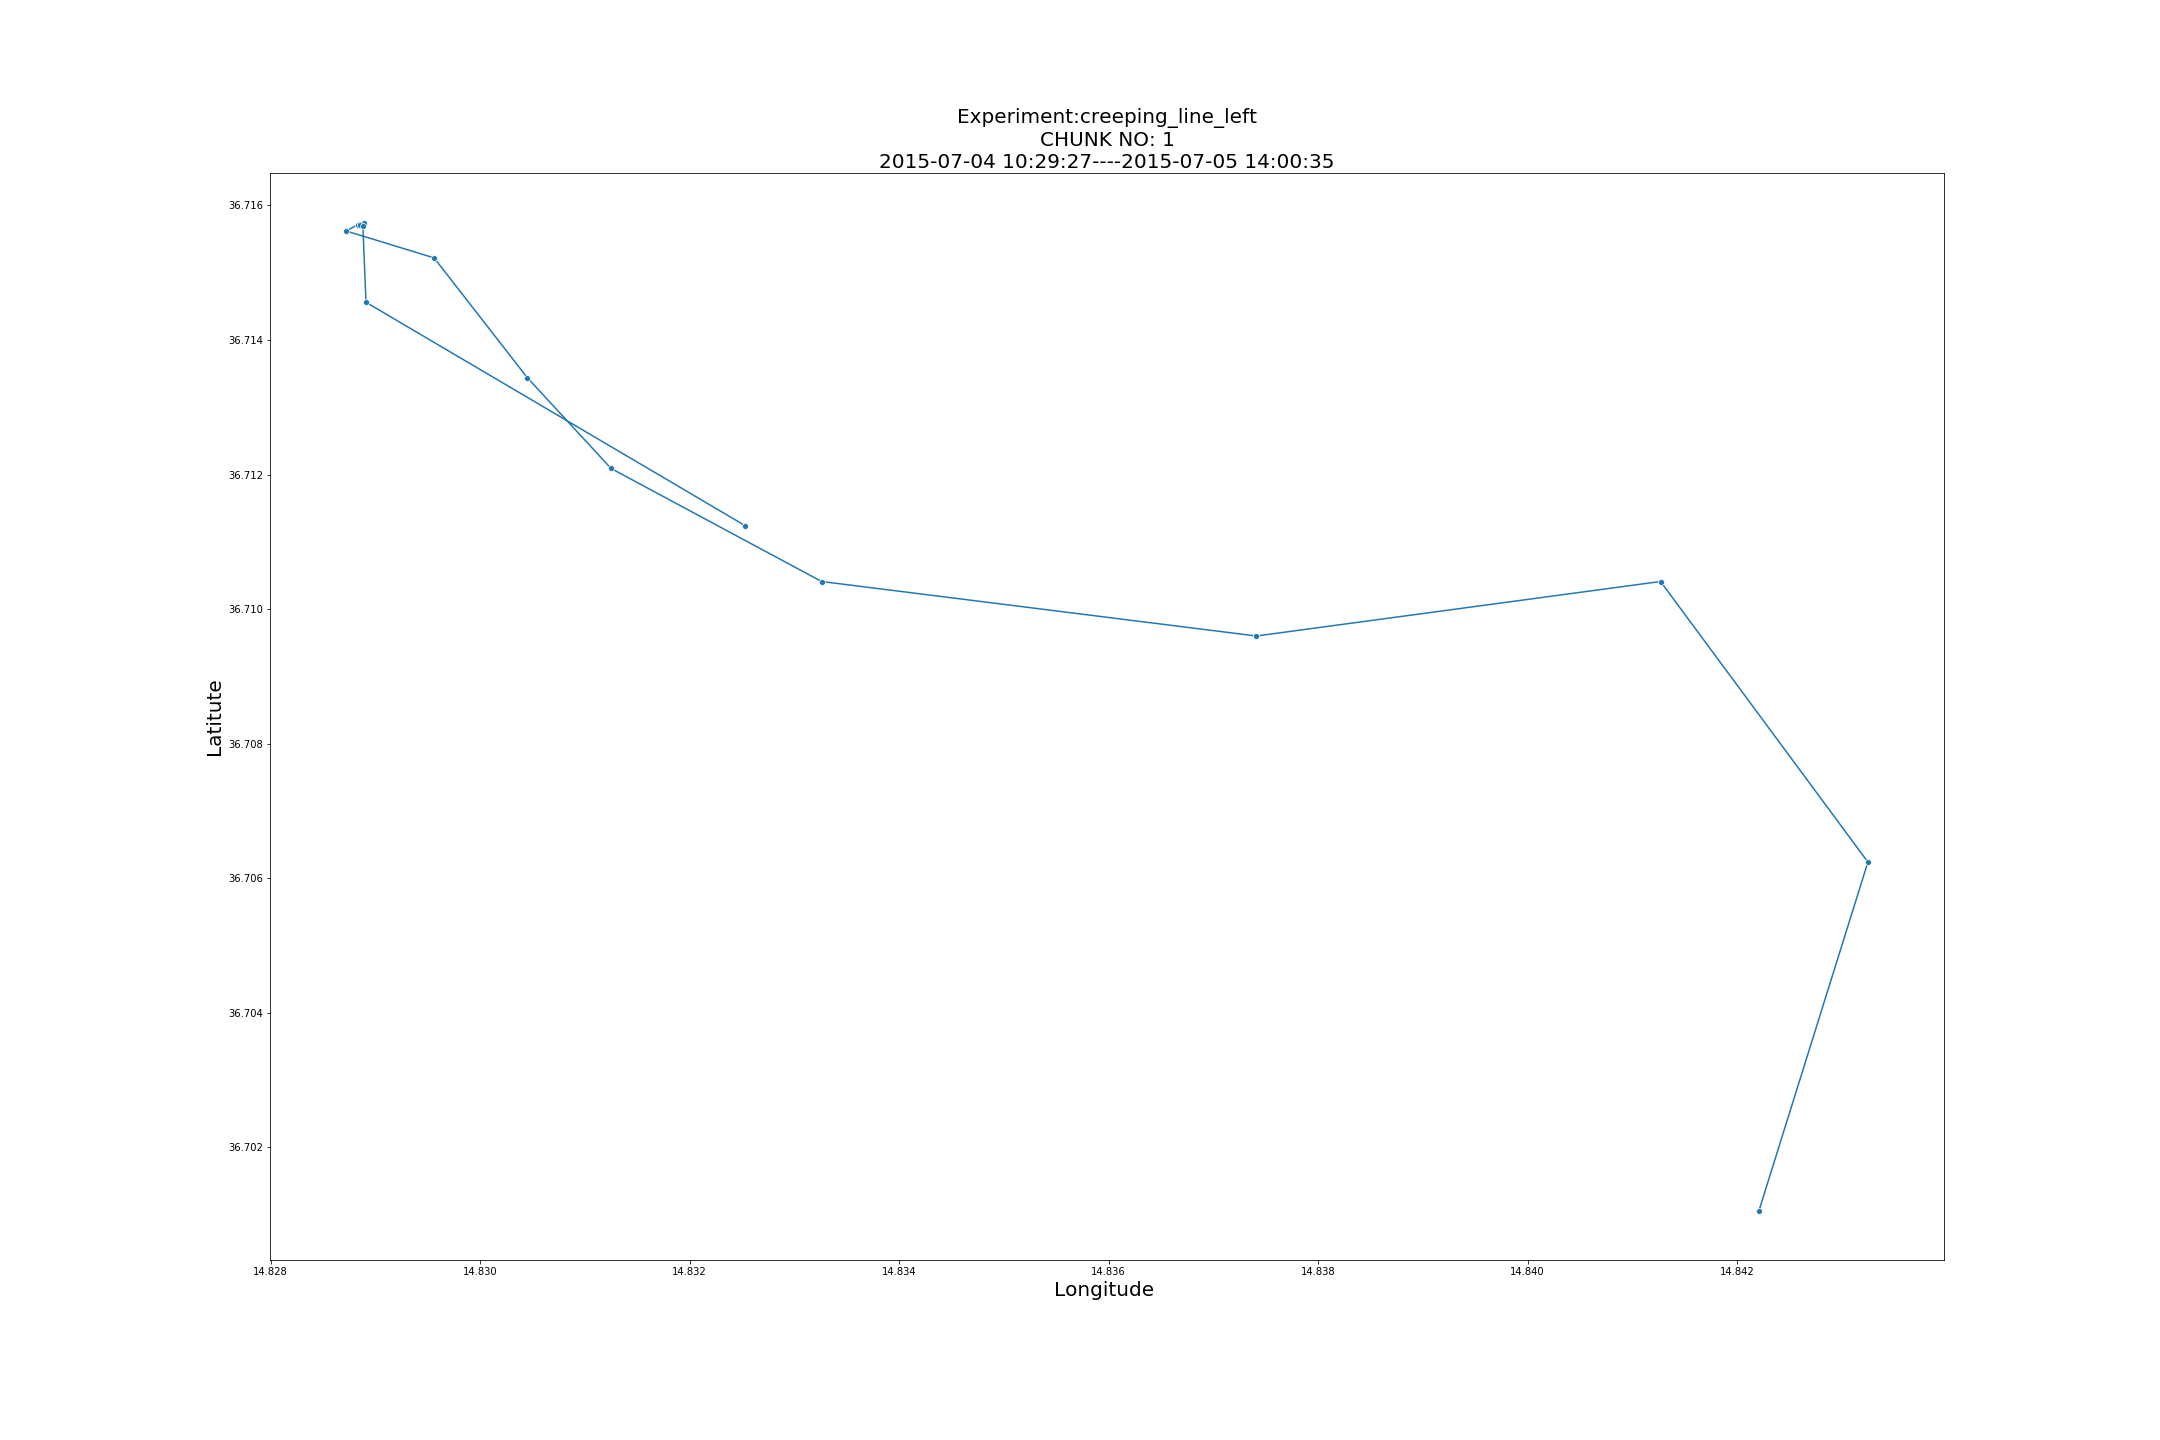 Experiment:creeping_line_left
CHUNK NO: 1
2015-07-04 10:29:27----2015-07-05 14:00:35
36.716
36.714
36.712
36.710
36.708
36.706
36.704
36.702
Latitute
14.828 14.830 14.832 14.834 14.836 14.838 14.840 14.842
Longitude